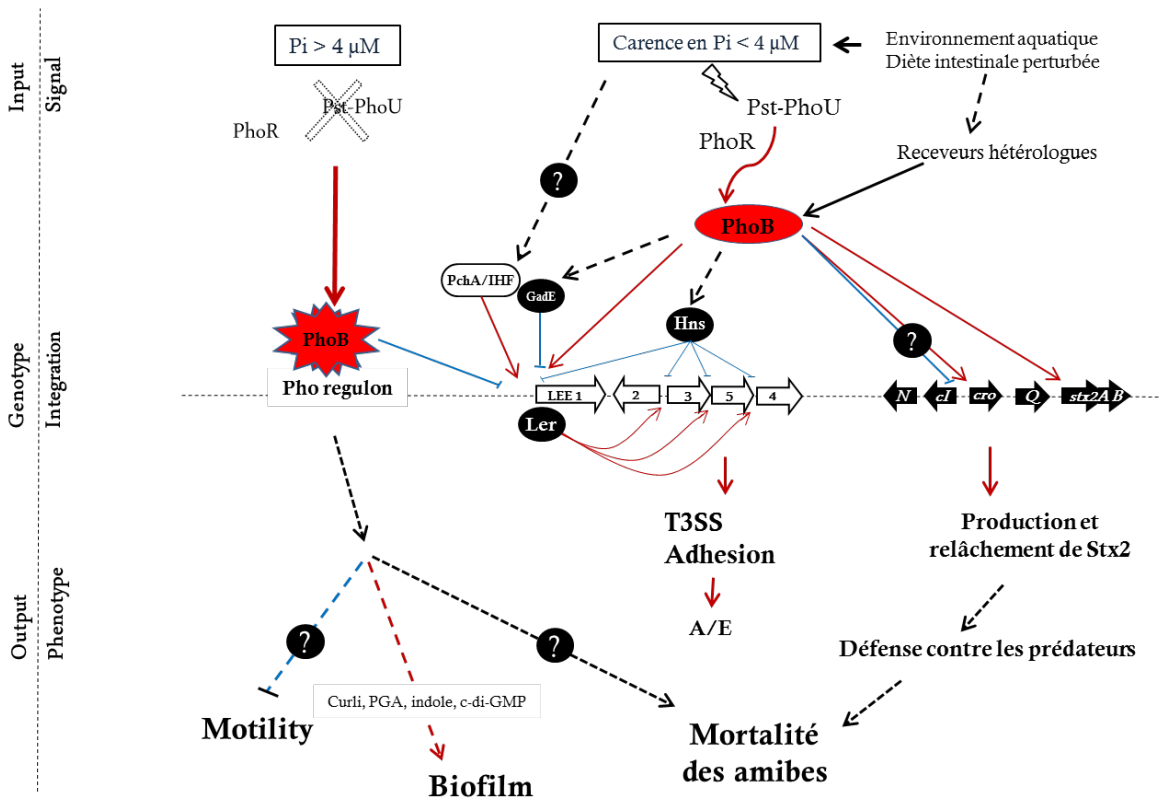 Input
Signal
Pi > 4 µM
Pst-PhoU
PhoR
Carence en Pi < 4 µM
Environnement aquatique
Diète intestinale perturbée
Pst-PhoU
PhoR
Receveurs hétérologues
?
PhoB
PchA/IHF
GadE
Hns
?
Genotype
Integration
PhoB
Pho regulon
LEE 1
2
3
5
4
Ler
N
cI
cro
Q
stx2AB
Output
Phenotype
T3SS
Adhesion
A/E
Production et
relâchement de Stx2
Défense contre les prédateurs
?
?
Curli, PGA, indole, c-di-GMP
Motility
Biofilm
Mortalité
des amibes